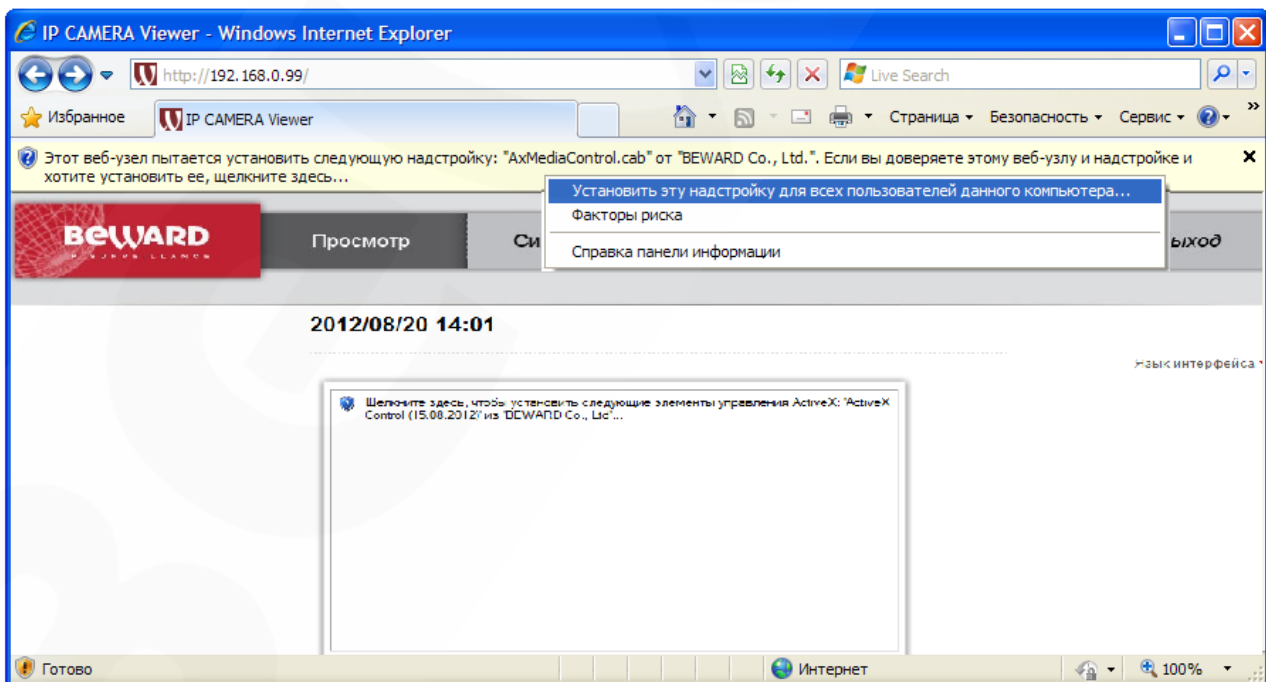 IP CAMERA Viewer - Windows Internet Explorer
http://192.168.0.99/
Live Search
Избранное
IP CAMERA Viewer
Страница
Безопасность
Сервис
»
Этот веб-узел пытается установить следующую надстройку: "AxMediaControl.cab" от "BEWARD Co., Ltd.". Если вы доверяете этому веб-узлу и надстройке и
хотите установить ее, щелкните здесь...
Установить эту надстройку для всех пользователей данного компьютера...
Факторы риска
Справка панели информации
BEWARD
Просмотр
Си
ыход
2012/08/20 14:01
Язык интерфейса
Щелкните здесь, чтобы установить следующие элементы управления ActiveX: "ActiveX
Control (15.08.2012)" из "BEWARD Co., Ltd"...
Готово
Интернет
100%